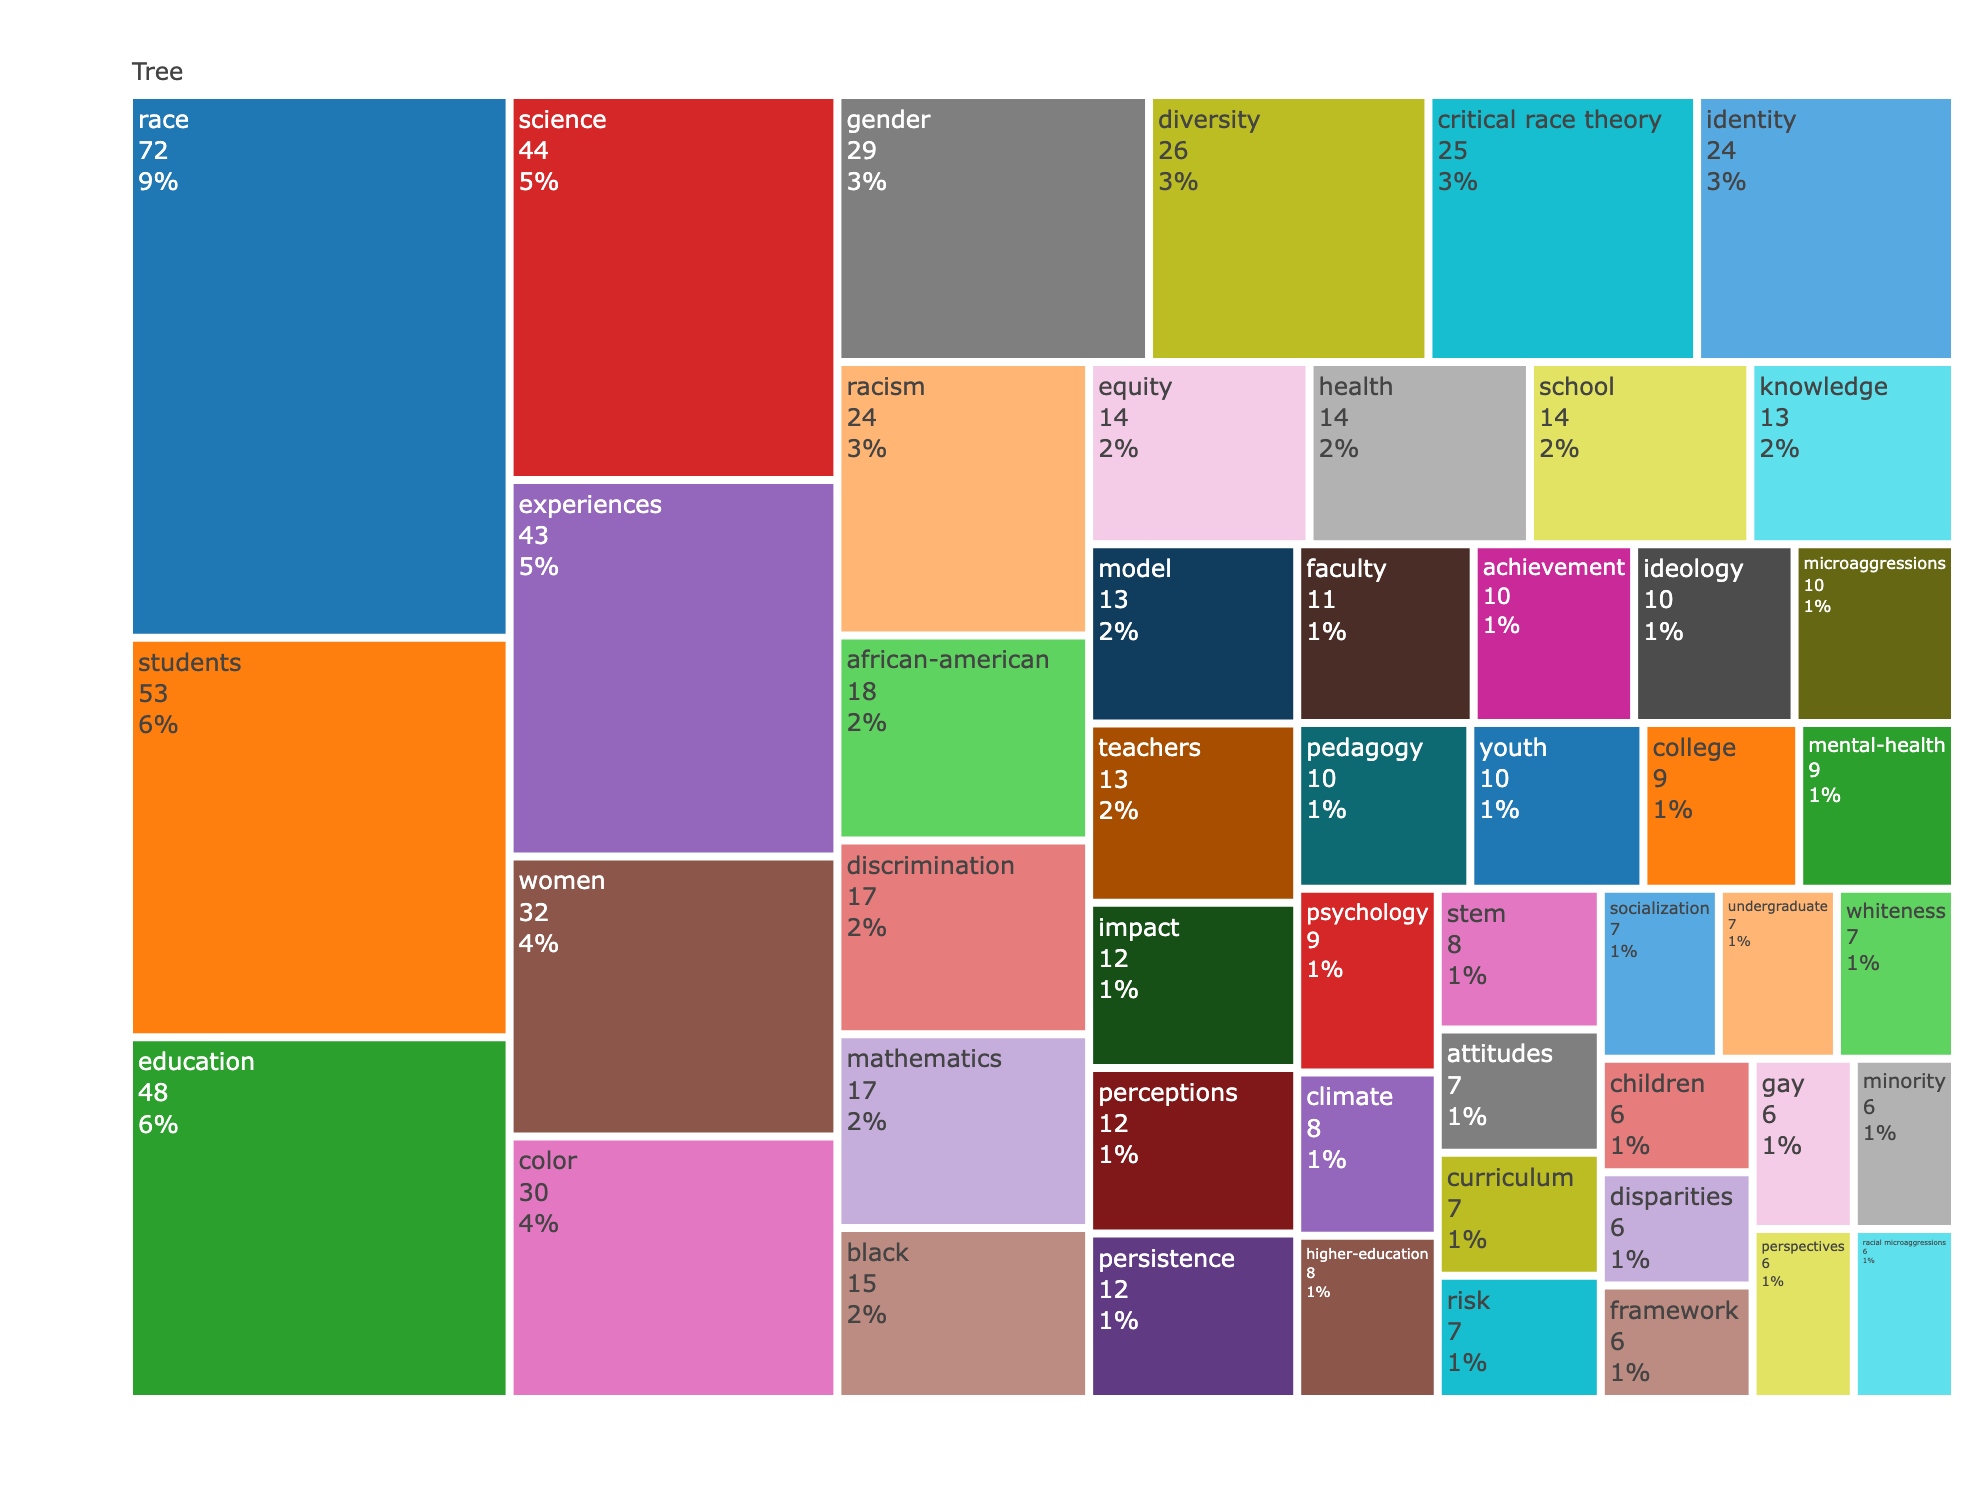 Tree
race
72
9%
students
53
6%
education
48
6%
science
44
5%
experiences
43
5%
women
32
4%
color
30
4%
gender
29
3%
diversity
26
3%
critical race theory
25
3%
identity
24
3%
racism
24
3%
african-american
18
2%
discrimination
17
2%
mathematics
17
2%
black
15
2%
equity
14
2%
health
14
2%
school
14
2%
knowledge
13
2%
model
13
2%
teachers
13
2%
impact
12
1%
perceptions
12
1%
persistence
12
1%
faculty
11
1%
achievement
10
1%
ideology
10
1%
microaggressions
10
1%
pedagogy
10
1%
youth
10
1%
college
9
1%
mental-health
9
1%
psychology
9
1%
climate
8
1%
higher-education
8
1%
stem
8
1%
attitudes
7
1%
curriculum
7
1%
risk
7
1%
socialization
7
1%
undergraduate
7
1%
whiteness
7
1%
children
6
1%
disparities
6
1%
framework
6
1%
gay
6
1%
minority
6
1%
perspectives
6
1%
racial microaggressions
6
1%